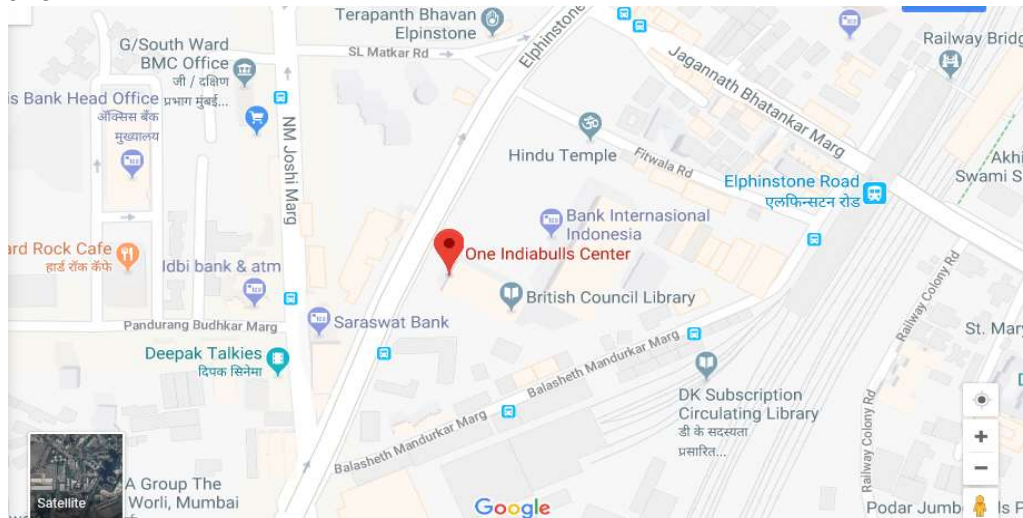 Terapanth Bhavan
Elpinstone
Elphinstone
G/South Ward
BMC Office
जी / दक्षिण
प्रभाग मुंबई...
SL Matkar Rd
Railway Bridg
Jagannath Bhatankar Marg
is Bank Head Office
ॲक्सिस बँक
मुख्यालय
NM Joshi Marg
Hindu Temple
Fitwala Rd
Akhi
Swami S
Elphinstone Road
एलफिन्सटन रोड
Bank Internasional
Indonesia
ard Rock Cafe
हार्ड रॉक कॅफे
Idbi bank & atm
One Indiabulls Center
British Council Library
Railway Colony Rd
Pandurang Budhkar Marg
Saraswat Bank
St. Mary
Deepak Talkies
दिपक सिनेमा
Balasheth Mandurkar Marg
DK Subscription
Circulating Library
डी के सदस्यता
प्रसारित...
Balasheth Mandurkar Marg
Railway Colony Rd
A Group The
Worli, Mumbai
Satellite
Google
Podar Jumb
ls P